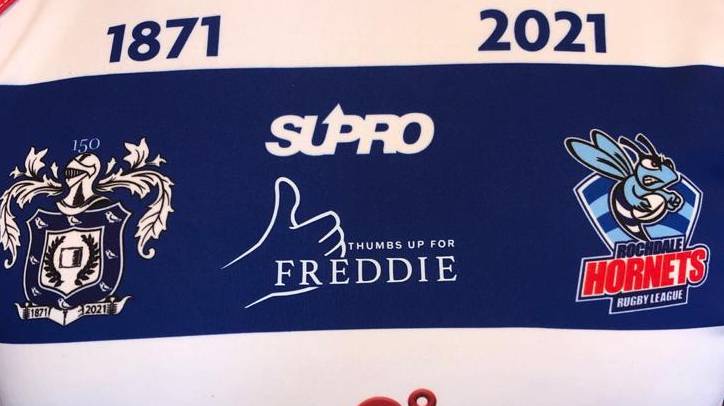 1871
2021
150
SUPRO
THUMBS UP FOR
FREDDIE
1871
2021
ROCHDALE
HORNETS
RUGBY LEAGUE